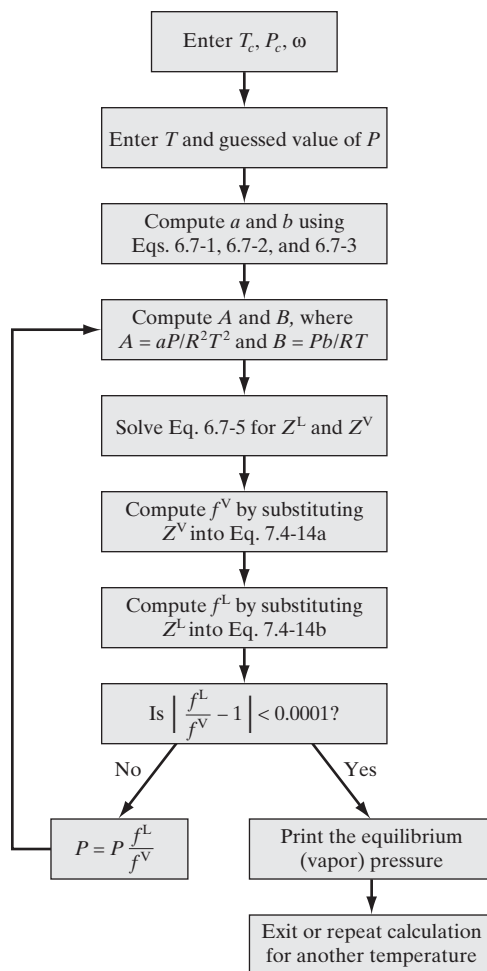 Enter T_c, P_c, ω
Enter T and guessed value of P
Compute a and b using
Eqs. 6.7-1, 6.7-2, and 6.7-3
Compute A and B, where
A = aP/R²T² and B = Pb/RT
Solve Eq. 6.7-5 for Z^L and Z^V
Compute f^V by substituting
Z^V into Eq. 7.4-14a
Compute f^L by substituting
Z^L into Eq. 7.4-14b
Is | f^L/f^V − 1 | < 0.0001?
No
Yes
P = P f^L/f^V
Print the equilibrium
(vapor) pressure
Exit or repeat calculation
for another temperature